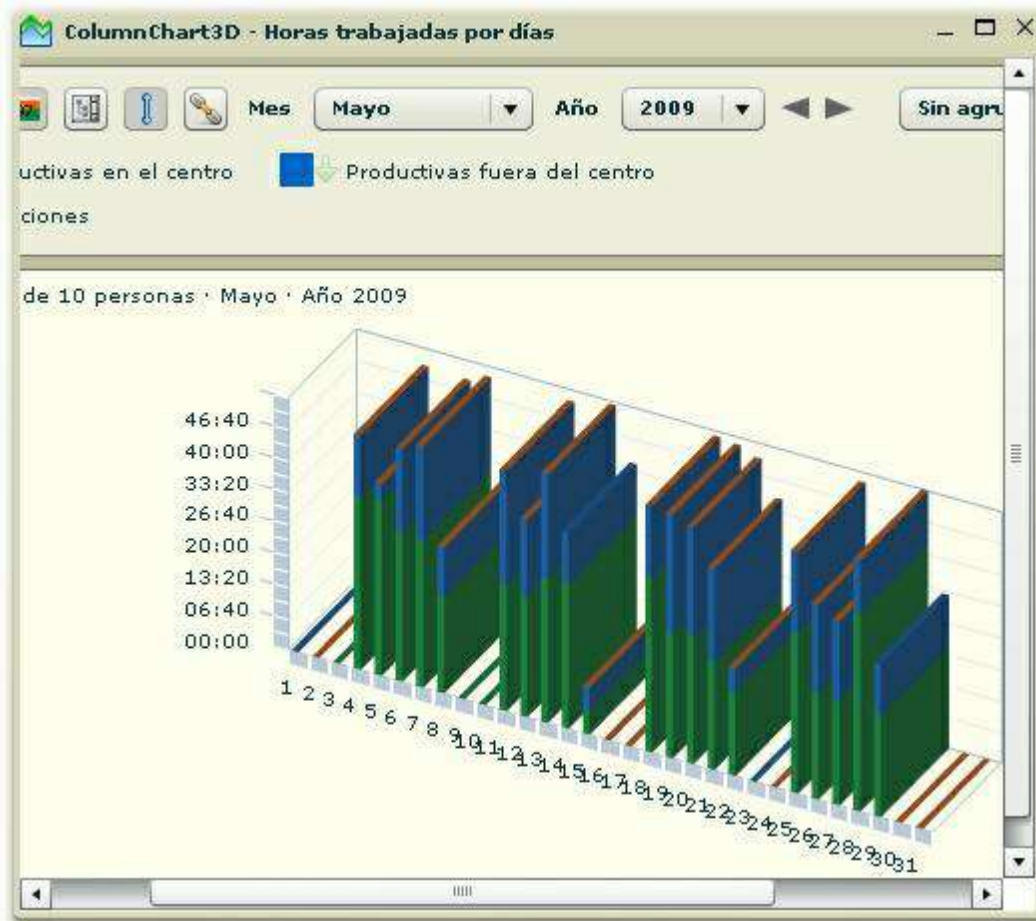 ColumnChart3D - Horas trabajadas por días
Mes Mayo Año 2009 Sin agru
uctivas en el centro Productivas fuera del centro
ciones
de 10 personas · Mayo · Año 2009
46:40
40:00
33:20
26:40
20:00
13:20
06:40
00:00
1 2 3 4 5 6 7 8 9 10 11 12 13 14 15 16 17 18 19 20 21 22 23 24 25 26 27 28 29 30 31